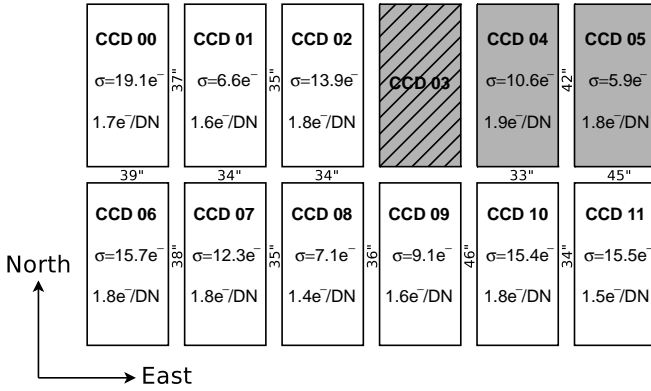 CCD 00 CCD 01 CCD 02 CCD 03 CCD 04 CCD 05
σ=19.1e⁻ σ=6.6e⁻ σ=13.9e⁻ σ=10.6e⁻ σ=5.9e⁻
37" 35" 42"
1.7e⁻/DN 1.6e⁻/DN 1.8e⁻/DN 1.9e⁻/DN 1.8e⁻/DN
39" 34" 34" 33" 45"
CCD 06 CCD 07 CCD 08 CCD 09 CCD 10 CCD 11
σ=15.7e⁻ σ=12.3e⁻ σ=7.1e⁻ σ=9.1e⁻ σ=15.4e⁻ σ=15.5e⁻
38" 35" 36" 46" 34"
1.8e⁻/DN 1.8e⁻/DN 1.4e⁻/DN 1.6e⁻/DN 1.8e⁻/DN 1.5e⁻/DN
North
East